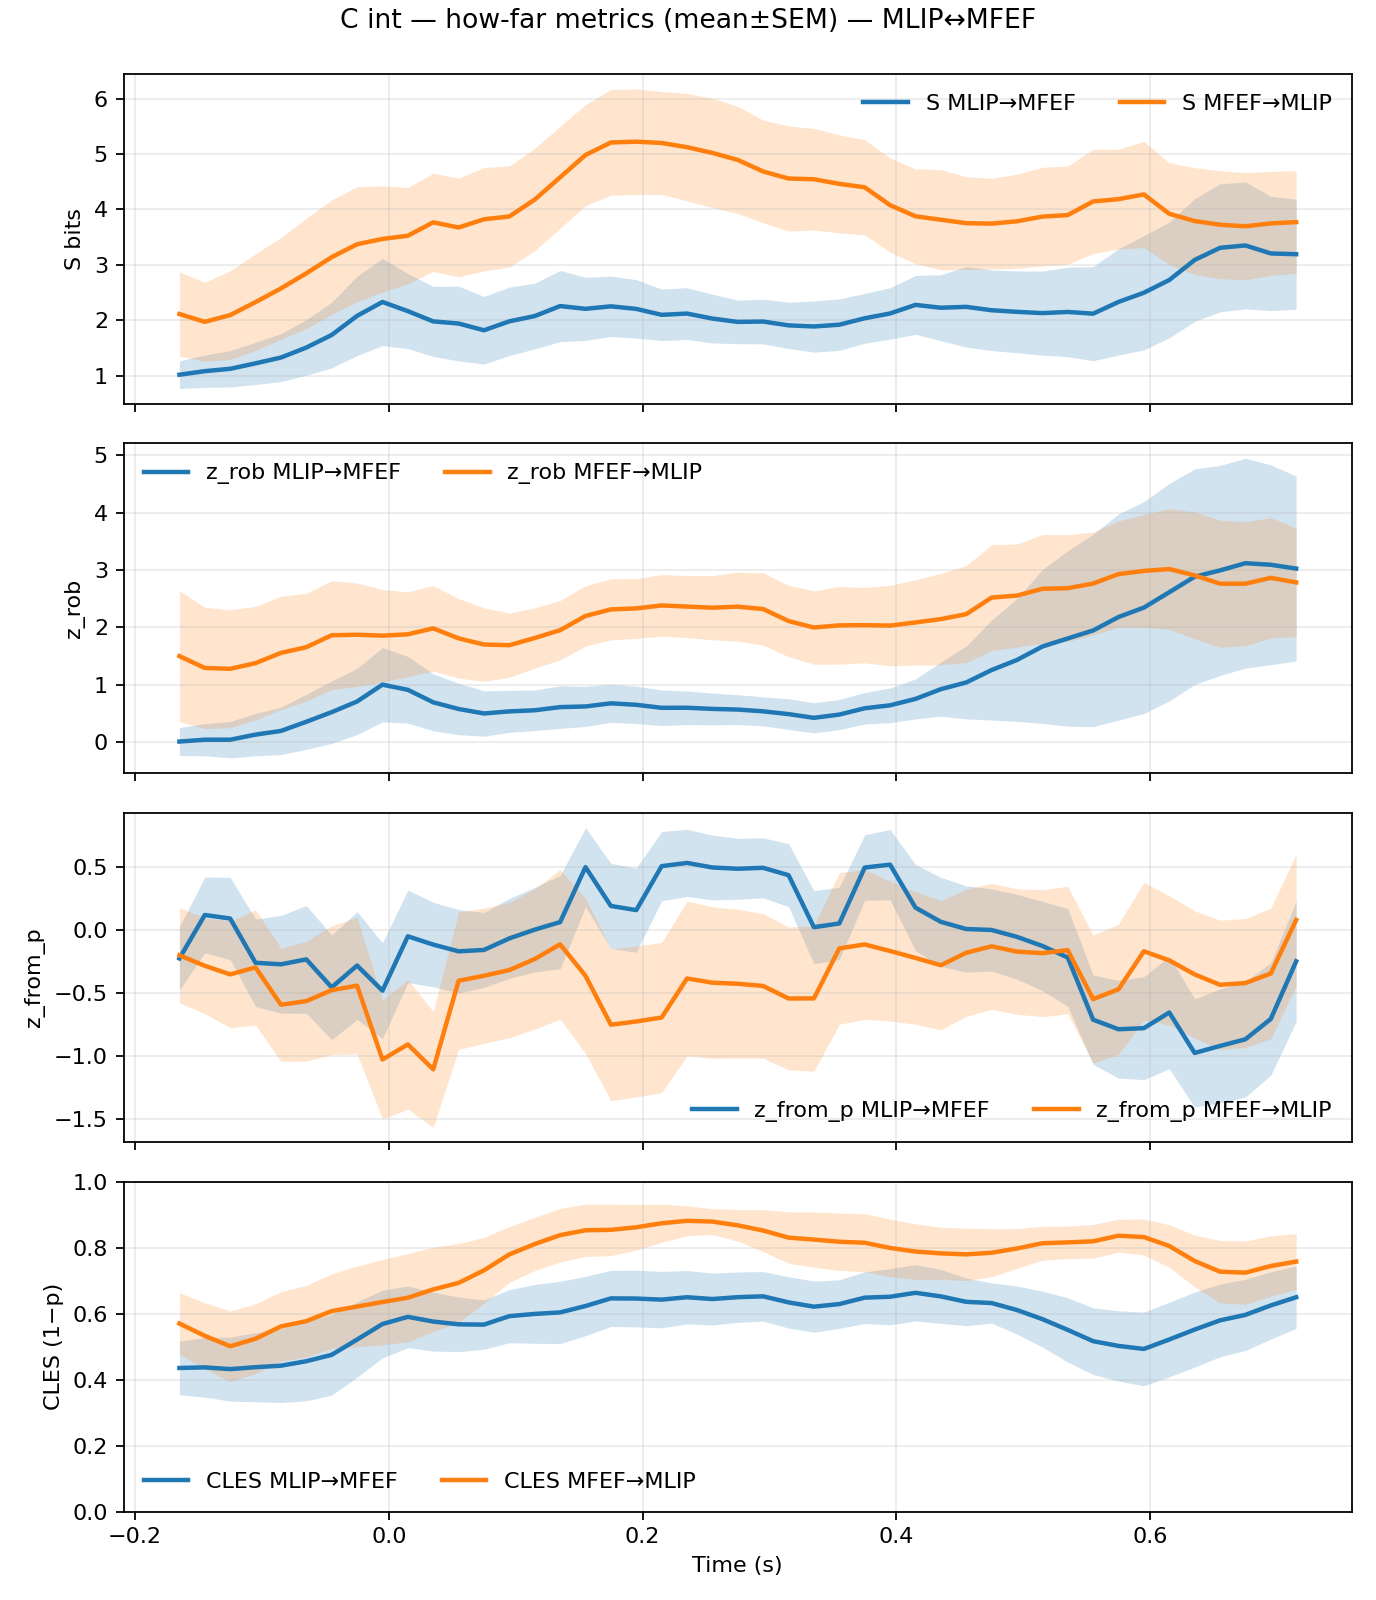 C int — how-far metrics (mean±SEM) — MLIP↔MFEF
6
5
4
3
2
1
S bits
S MLIP→MFEF
S MFEF→MLIP
5
4
3
2
1
0
z_rob
z_rob MLIP→MFEF
z_rob MFEF→MLIP
0.5
0.0
−0.5
−1.0
−1.5
z_from_p
z_from_p MLIP→MFEF
z_from_p MFEF→MLIP
1.0
0.8
0.6
0.4
0.2
0.0
CLES (1−p)
CLES MLIP→MFEF
CLES MFEF→MLIP
−0.2
0.0
0.2
0.4
0.6
Time (s)